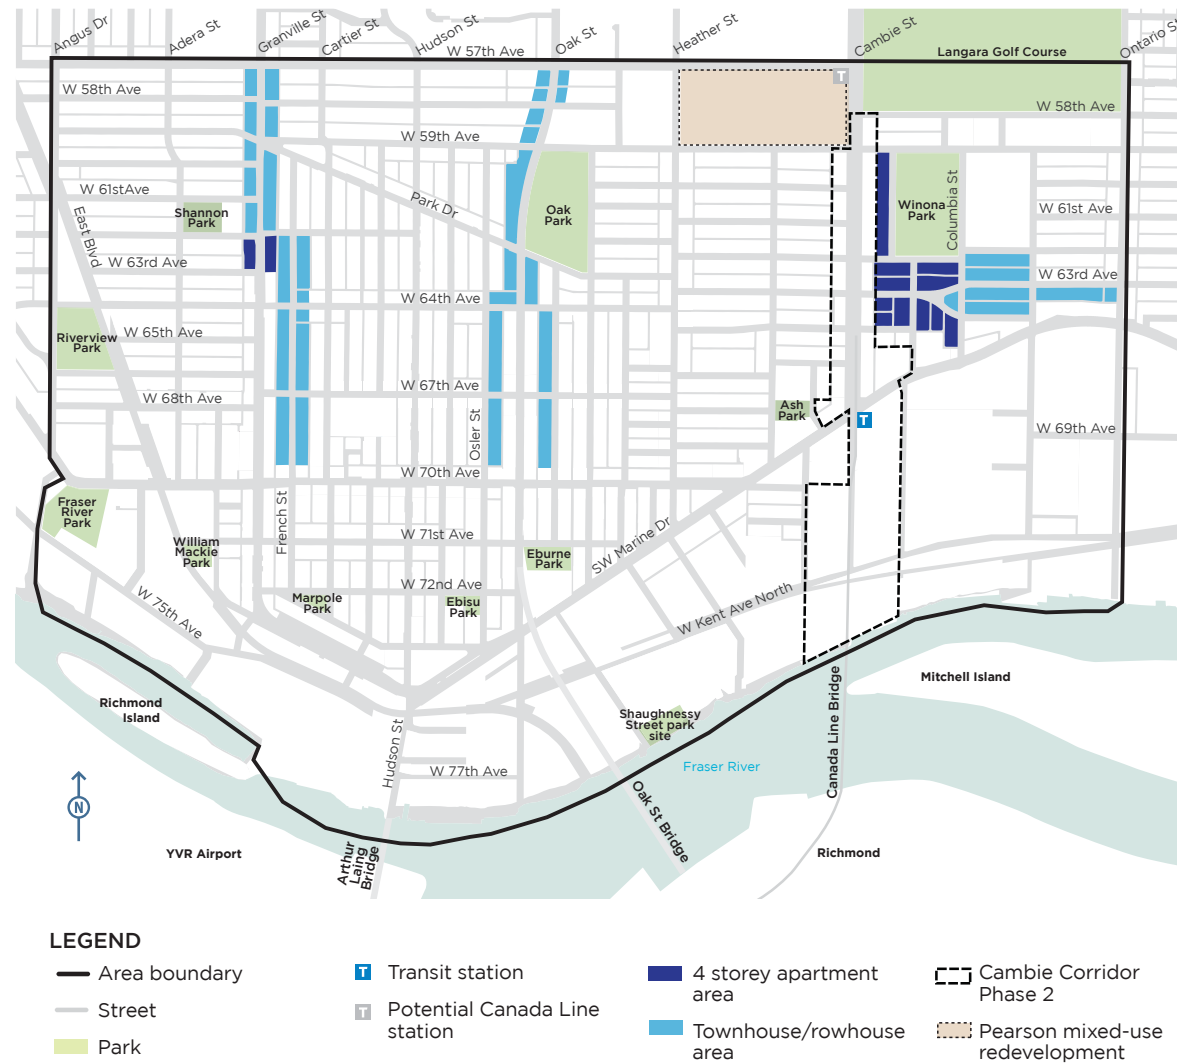 Angus Dr
Adera St
Granville St
Cartier St
Hudson St
Oak St
Heather St
Cambie St
Ontario St
W 57th Ave
Langara Golf Course
T
W 58th Ave
W 58th Ave
W 59th Ave
W 61stAve
Shannon
Park
Park Dr
Oak
Park
Winona
Park
Columbia St
W 61st Ave
East Blvd
W 63rd Ave
W 63rd Ave
W 64th Ave
Riverview
Park
W 65th Ave
W 67th Ave
W 68th Ave
Osler St
Ash
Park
T
W 69th Ave
W 70th Ave
Fraser
River
Park
French St
William
Mackie
Park
W 71st Ave
SW Marine Dr
Eburne
Park
W 72nd Ave
W 75th Ave
Marpole
Park
Ebisu
Park
W Kent Ave North
Richmond
Island
Hudson St
Shaughnessy
Street park
site
Canada Line Bridge
Mitchell Island
W 77th Ave
Fraser River
Oak St Bridge
N
YVR Airport
Arthur
Laing
Bridge
Richmond
LEGEND
Area boundary
Street
Park
T Transit station
T Potential Canada Line
station
4 storey apartment
area
Townhouse/rowhouse
area
Cambie Corridor
Phase 2
Pearson mixed-use
redevelopment